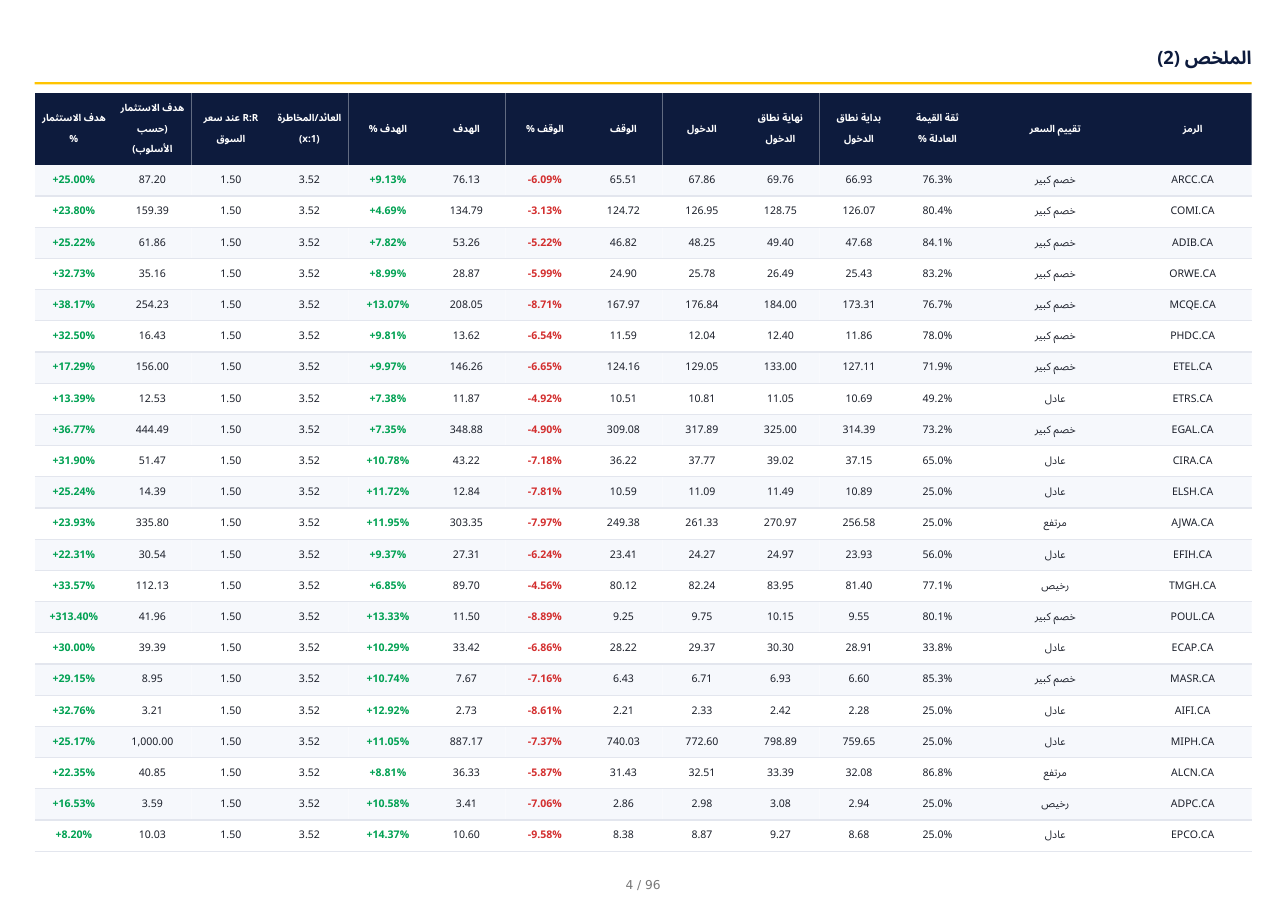 الملخص (2)
الرمز | تقييم السعر | ثقة القيمة العادلة % | بداية نطاق الدخول | نهاية نطاق الدخول | الدخول | الوقف | الوقف % | الهدف | الهدف % | العائد/المخاطرة (x:1) | R:R عند سعر السوق | هدف الاستثمار (حسب الأسلوب) | هدف الاستثمار %
ARCC.CA | خصم كبير | 76.3% | 66.93 | 69.76 | 67.86 | 65.51 | -6.09% | 76.13 | +9.13% | 3.52 | 1.50 | 87.20 | +25.00%
COMI.CA | خصم كبير | 80.4% | 126.07 | 128.75 | 126.95 | 124.72 | -3.13% | 134.79 | +4.69% | 3.52 | 1.50 | 159.39 | +23.80%
ADIB.CA | خصم كبير | 84.1% | 47.68 | 49.40 | 48.25 | 46.82 | -5.22% | 53.26 | +7.82% | 3.52 | 1.50 | 61.86 | +25.22%
ORWE.CA | خصم كبير | 83.2% | 25.43 | 26.49 | 25.78 | 24.90 | -5.99% | 28.87 | +8.99% | 3.52 | 1.50 | 35.16 | +32.73%
MCQE.CA | خصم كبير | 76.7% | 173.31 | 184.00 | 176.84 | 167.97 | -8.71% | 208.05 | +13.07% | 3.52 | 1.50 | 254.23 | +38.17%
PHDC.CA | خصم كبير | 78.0% | 11.86 | 12.40 | 12.04 | 11.59 | -6.54% | 13.62 | +9.81% | 3.52 | 1.50 | 16.43 | +32.50%
ETEL.CA | خصم كبير | 71.9% | 127.11 | 133.00 | 129.05 | 124.16 | -6.65% | 146.26 | +9.97% | 3.52 | 1.50 | 156.00 | +17.29%
ETRS.CA | عادل | 49.2% | 10.69 | 11.05 | 10.81 | 10.51 | -4.92% | 11.87 | +7.38% | 3.52 | 1.50 | 12.53 | +13.39%
EGAL.CA | خصم كبير | 73.2% | 314.39 | 325.00 | 317.89 | 309.08 | -4.90% | 348.88 | +7.35% | 3.52 | 1.50 | 444.49 | +36.77%
CIRA.CA | عادل | 65.0% | 37.15 | 39.02 | 37.77 | 36.22 | -7.18% | 43.22 | +10.78% | 3.52 | 1.50 | 51.47 | +31.90%
ELSH.CA | عادل | 25.0% | 10.89 | 11.49 | 11.09 | 10.59 | -7.81% | 12.84 | +11.72% | 3.52 | 1.50 | 14.39 | +25.24%
AJWA.CA | مرتفع | 25.0% | 256.58 | 270.97 | 261.33 | 249.38 | -7.97% | 303.35 | +11.95% | 3.52 | 1.50 | 335.80 | +23.93%
EFIH.CA | عادل | 56.0% | 23.93 | 24.97 | 24.27 | 23.41 | -6.24% | 27.31 | +9.37% | 3.52 | 1.50 | 30.54 | +22.31%
TMGH.CA | رخيص | 77.1% | 81.40 | 83.95 | 82.24 | 80.12 | -4.56% | 89.70 | +6.85% | 3.52 | 1.50 | 112.13 | +33.57%
POUL.CA | خصم كبير | 80.1% | 9.55 | 10.15 | 9.75 | 9.25 | -8.89% | 11.50 | +13.33% | 3.52 | 1.50 | 41.96 | +313.40%
ECAP.CA | عادل | 33.8% | 28.91 | 30.30 | 29.37 | 28.22 | -6.86% | 33.42 | +10.29% | 3.52 | 1.50 | 39.39 | +30.00%
MASR.CA | خصم كبير | 85.3% | 6.60 | 6.93 | 6.71 | 6.43 | -7.16% | 7.67 | +10.74% | 3.52 | 1.50 | 8.95 | +29.15%
AIFI.CA | عادل | 25.0% | 2.28 | 2.42 | 2.33 | 2.21 | -8.61% | 2.73 | +12.92% | 3.52 | 1.50 | 3.21 | +32.76%
MIPH.CA | عادل | 25.0% | 759.65 | 798.89 | 772.60 | 740.03 | -7.37% | 887.17 | +11.05% | 3.52 | 1.50 | 1,000.00 | +25.17%
ALCN.CA | مرتفع | 86.8% | 32.08 | 33.39 | 32.51 | 31.43 | -5.87% | 36.33 | +8.81% | 3.52 | 1.50 | 40.85 | +22.35%
ADPC.CA | رخيص | 25.0% | 2.94 | 3.08 | 2.98 | 2.86 | -7.06% | 3.41 | +10.58% | 3.52 | 1.50 | 3.59 | +16.53%
EPCO.CA | عادل | 25.0% | 8.68 | 9.27 | 8.87 | 8.38 | -9.58% | 10.60 | +14.37% | 3.52 | 1.50 | 10.03 | +8.20%
4 / 96